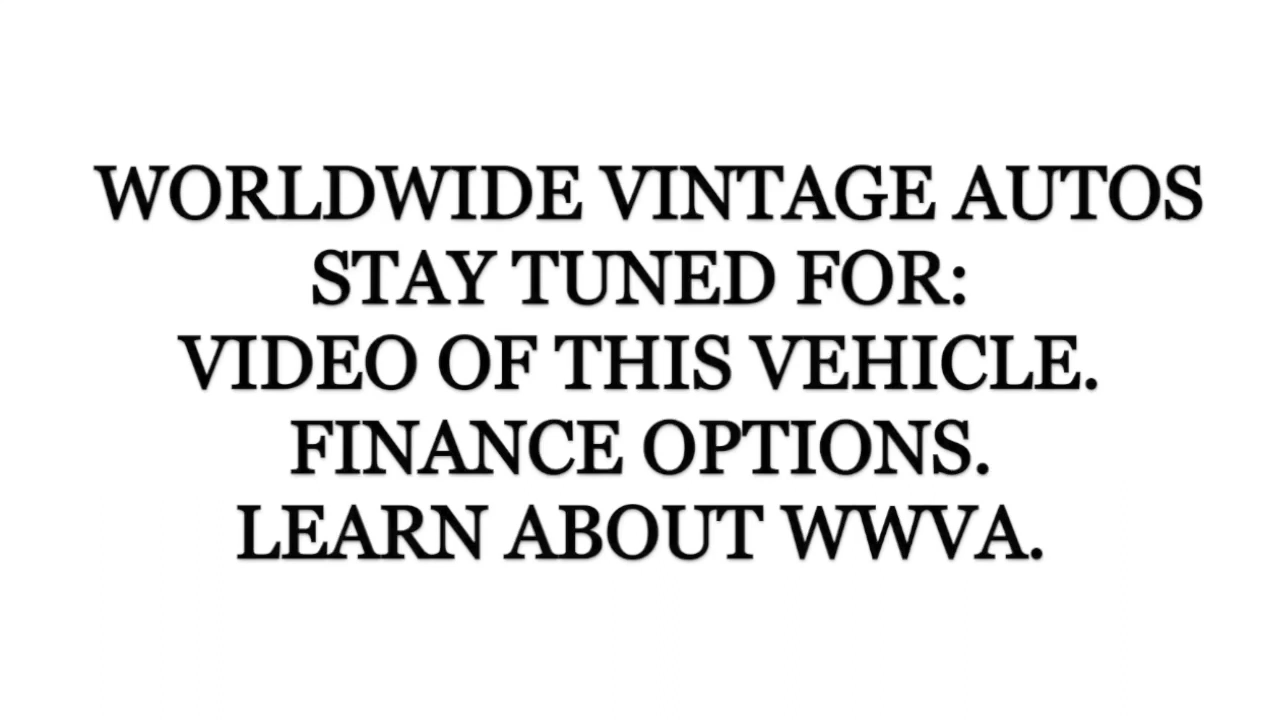 WORLDWIDE VINTAGE AUTOS
STAY TUNED FOR:
VIDEO OF THIS VEHICLE.
FINANCE OPTIONS.
LEARN ABOUT WWVA.